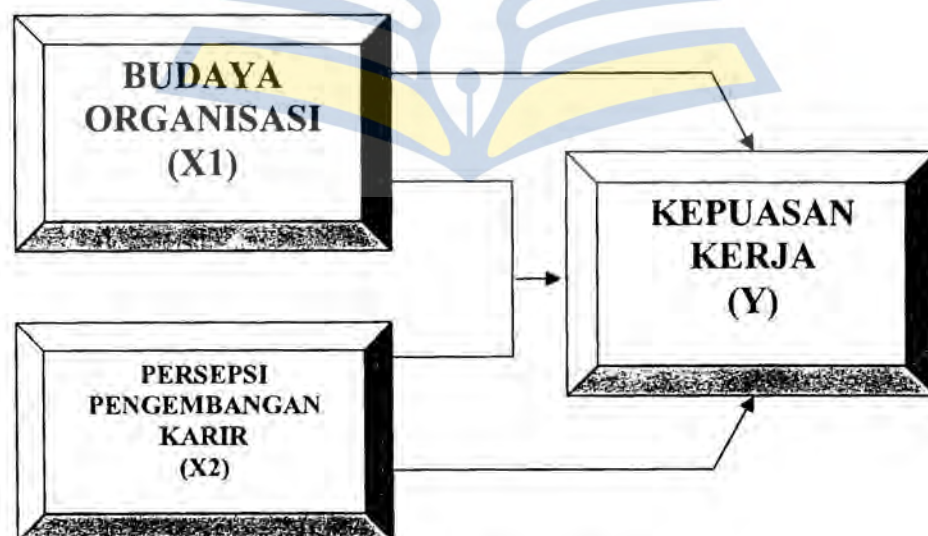 BUDAYA
ORGANISASI
(X1)
KEPUASAN
KERJA
(Y)
PERSEPSI
PENGEMBANGAN
KARIR
(X2)